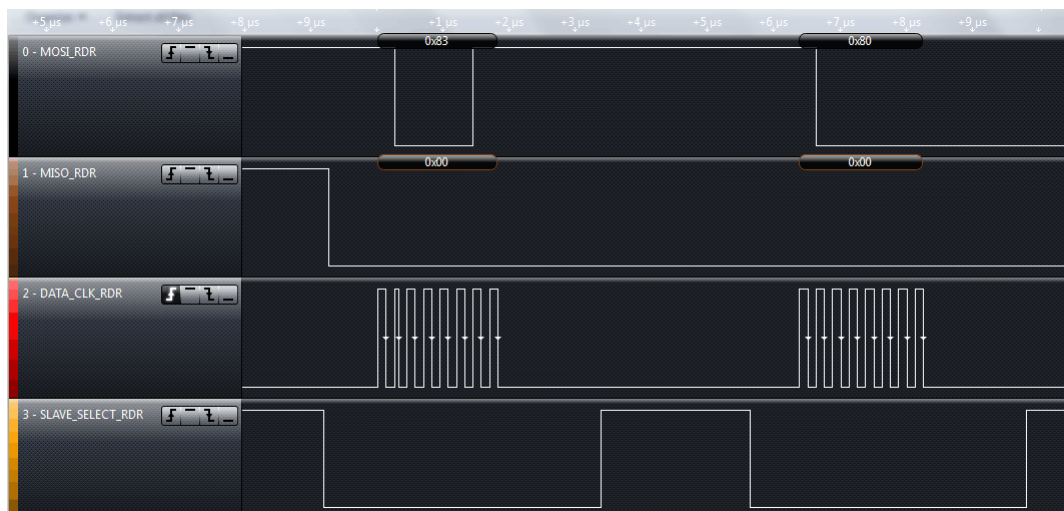 +5 µs +6 µs +7 µs +8 µs +9 µs +1 µs +2 µs +3 µs +4 µs +5 µs +6 µs +7 µs +8 µs +9 µs
0x83 0x80
0 - MOSI_RDR
0x00 0x00
1 - MISO_RDR
2 - DATA_CLK_RDR
3 - SLAVE_SELECT_RDR